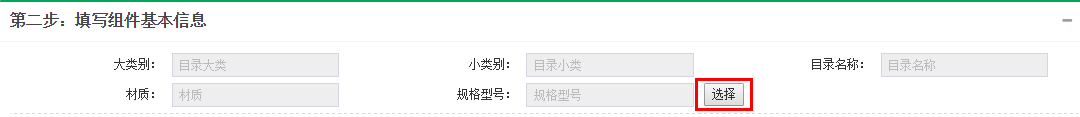 第二步：填写组件基本信息
大类别： 目录大类 小类别： 目录小类 目录名称： 目录名称
材质： 材质 规格型号： 规格型号 选择